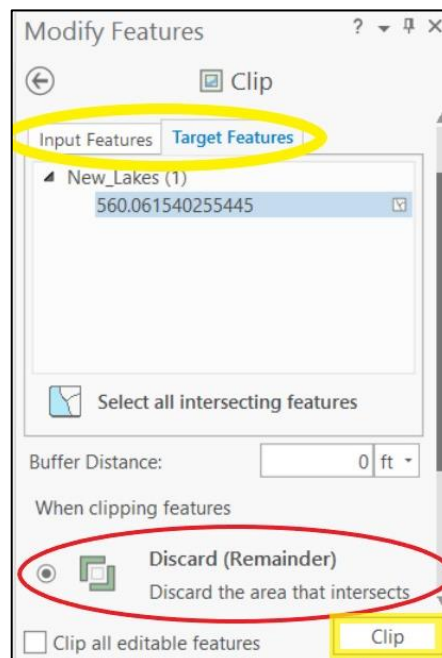 Modify Features ?
Clip
Input Features Target Features
New_Lakes (1)
560.061540255445
Select all intersecting features
Buffer Distance: 0 ft
When clipping features
Discard (Remainder)
Discard the area that intersects
Clip all editable features Clip